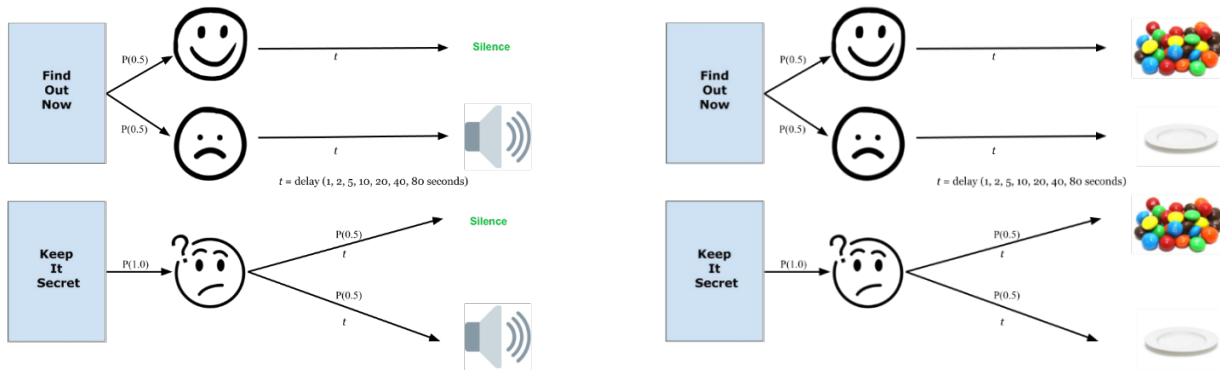 Find
Out
Now
P(0.5)
P(0.5)
t
t
Silence
t = delay (1, 2, 5, 10, 20, 40, 80 seconds)
Keep
It
Secret
P(1.0)
?
P(0.5)
t
P(0.5)
t
Silence
Find
Out
Now
P(0.5)
P(0.5)
t
t
t = delay (1, 2, 5, 10, 20, 40, 80 seconds)
Keep
It
Secret
P(1.0)
?
P(0.5)
t
P(0.5)
t